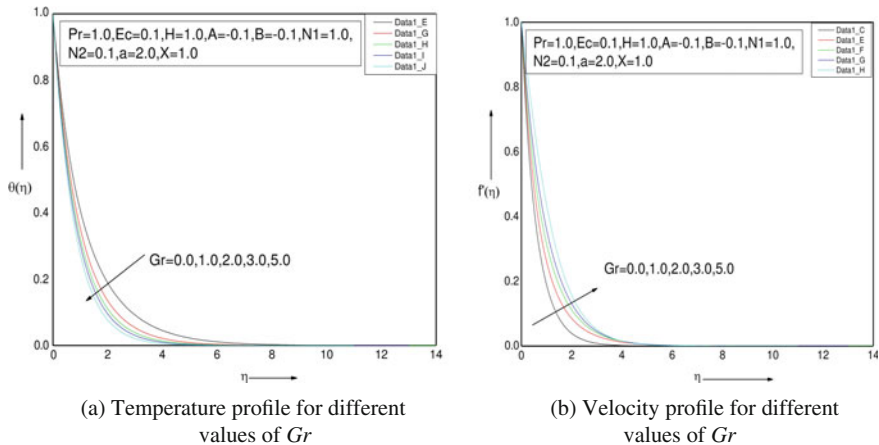 1.0
0.8
0.6
0.4
0.2
0.0
θ(η)
Pr=1.0,Ec=0.1,H=1.0,A=-0.1,B=-0.1,N1=1.0,
N2=0.1,a=2.0,X=1.0
Data1_E
Data1_G
Data1_H
Data1_I
Data1_J
Gr=0.0,1.0,2.0,3.0,5.0
0 2 4 6 8 10 12 14
η
(a) Temperature profile for different
values of Gr
1.0
0.8
0.6
0.4
0.2
0.0
f'(η)
Pr=1.0,Ec=0.1,H=1.0,A=-0.1,B=-0.1,N1=1.0,
N2=0.1,a=2.0,X=1.0
Data1_C
Data1_E
Data1_F
Data1_G
Data1_H
Gr=0.0,1.0,2.0,3.0,5.0
0 2 4 6 8 10 12 14
η
(b) Velocity profile for different
values of Gr